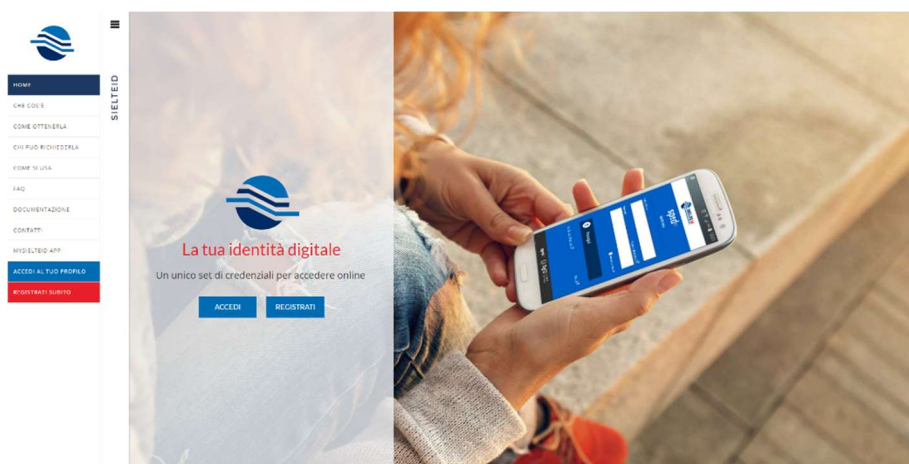 HOME
CHE COS'È
COME OTTENERLA
CHI PUÒ RICHIEDERLA
COME SI USA
FAQ
DOCUMENTAZIONE
CONTATTI
MYSIELTEID APP
ACCEDI AL TUO PROFILO
REGISTRATI SUBITO
SIELTEID
La tua identità digitale
Un unico set di credenziali per accedere online
ACCEDI REGISTRATI